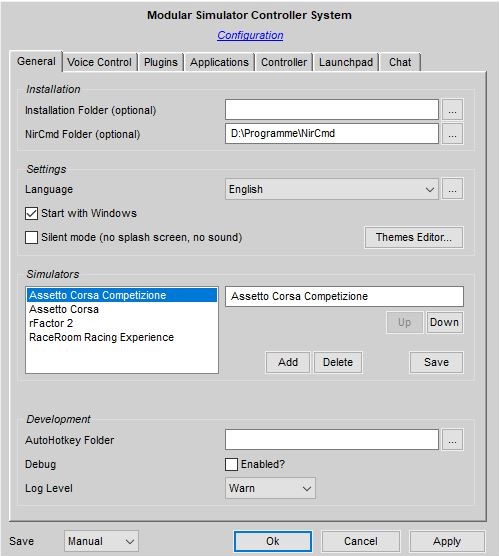 Modular Simulator Controller System
Configuration
General Voice Control Plugins Applications Controller Launchpad Chat
Installation
Installation Folder (optional) ...
NirCmd Folder (optional) D:\Programme\NirCmd ...
Settings
Language English ...
Start with Windows
Silent mode (no splash screen, no sound) Themes Editor...
Simulators
Assetto Corsa Competizione Assetto Corsa Competizione
Assetto Corsa
rFactor 2 Up Down
RaceRoom Racing Experience
Add Delete Save
Development
AutoHotkey Folder ...
Debug Enabled?
Log Level Warn
Save Manual Ok Cancel Apply